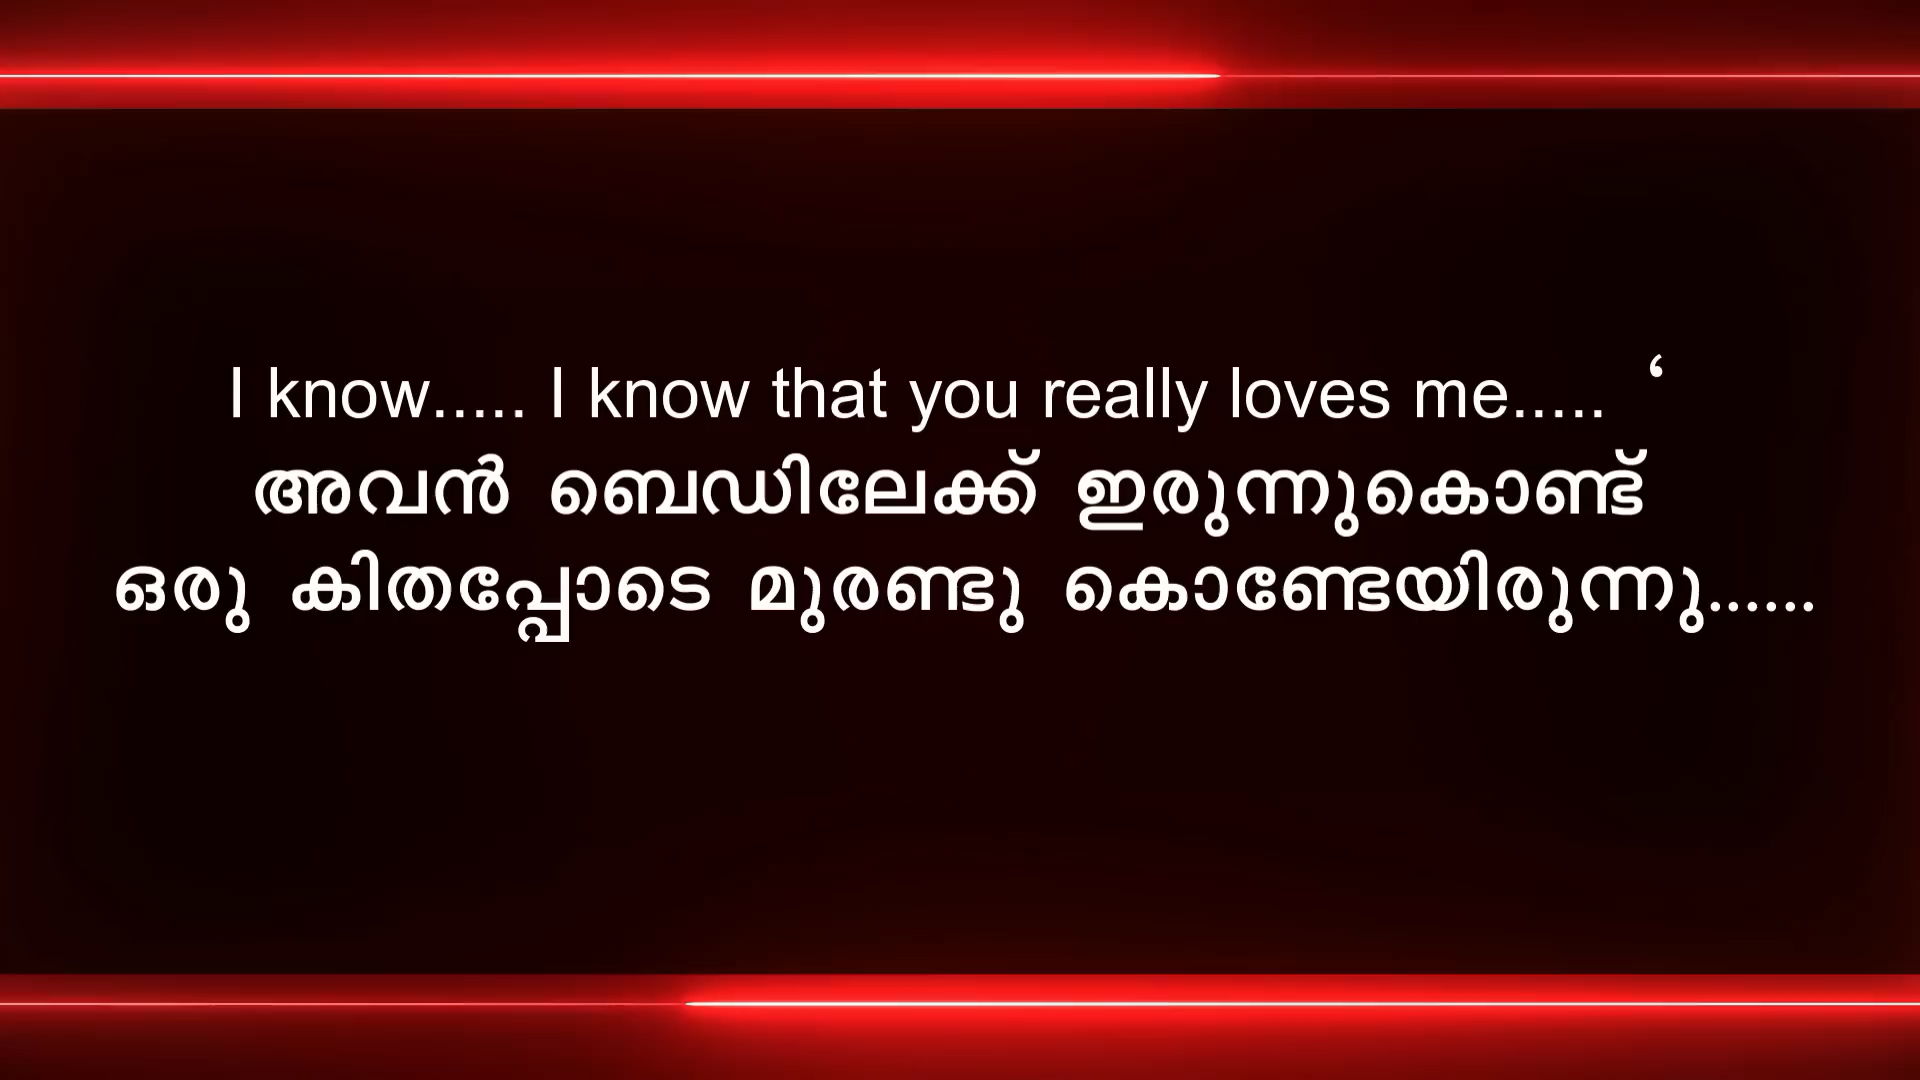 I know..... I know that you really loves me..... ‘
അവൻ ബെഡിലേക്ക് ഇരുന്നുകൊണ്ട്
ഒരു കിതപ്പോടെ മുരണ്ടു കൊണ്ടേയിരുന്നു......